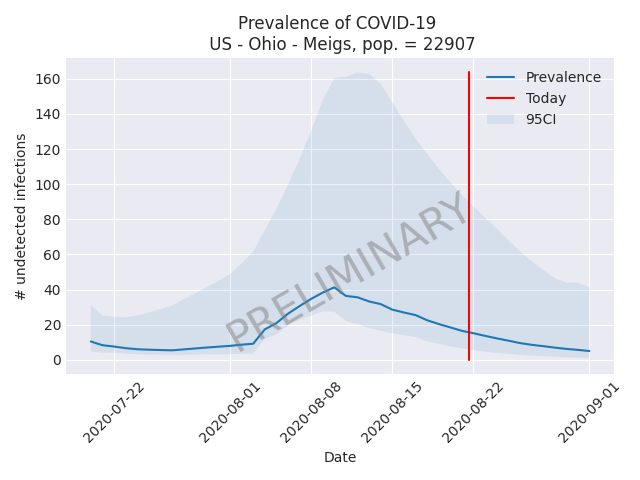 Prevalence of COVID-19
US - Ohio - Meigs, pop. = 22907
# undetected infections
160
140
120
100
80
60
40
20
0
Prevalence
Today
95CI
PRELIMINARY
2020-07-22
2020-08-01
2020-08-08
2020-08-15
2020-08-22
2020-09-01
Date